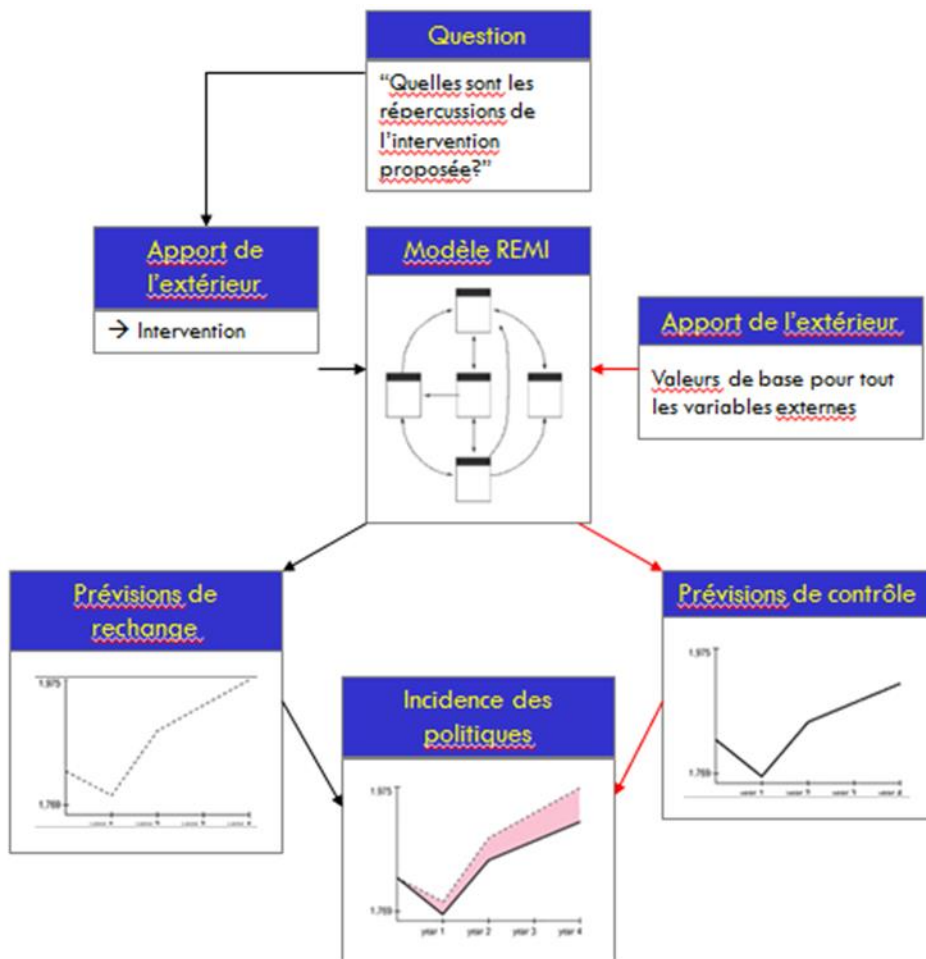 Question
“Quelles sont les
répercussions de
l’intervention
proposée?”
Apport de
l’extérieur
→ Intervention
Modèle REMI
Apport de l’extérieur
Valeurs de base pour tout
les variables externes
Prévisions de
rechange
1,975
1,769
Incidence des
politiques
1,975
1,769
year 1
year 2
year 3
year 4
Prévisions de contrôle
1,975
1,769